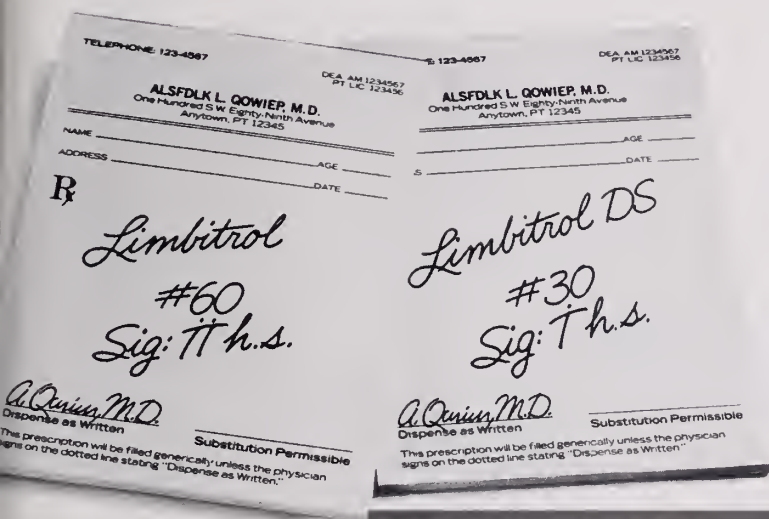 TELEPHONE: 123-4567
DEA AM 1234567
PT LIC 123456
ALSFDLK L. QOWIEP, M.D.
One Hundred S W Eighty-Ninth Avenue
Anytown, PT 12345
NAME AGE
ADDRESS DATE
℞
Limbitrol
#60
Sig: ïï h.s.
A. Qurius, M.D.
Dispense as Written
Substitution Permissible
This prescription will be filled generically unless the physician
signs on the dotted line stating "Dispense as Written."
123-4567
DEA AM 1234567
PT LIC 123456
ALSFDLK L. QOWIEP, M.D.
One Hundred S W Eighty-Ninth Avenue
Anytown, PT 12345
AGE
S DATE
Limbitrol DS
#30
Sig: i h.s.
A. Qurius, M.D.
Dispense as Written
Substitution Permissible
This prescription will be filled generically unless the physician
signs on the dotted line stating "Dispense as Written."